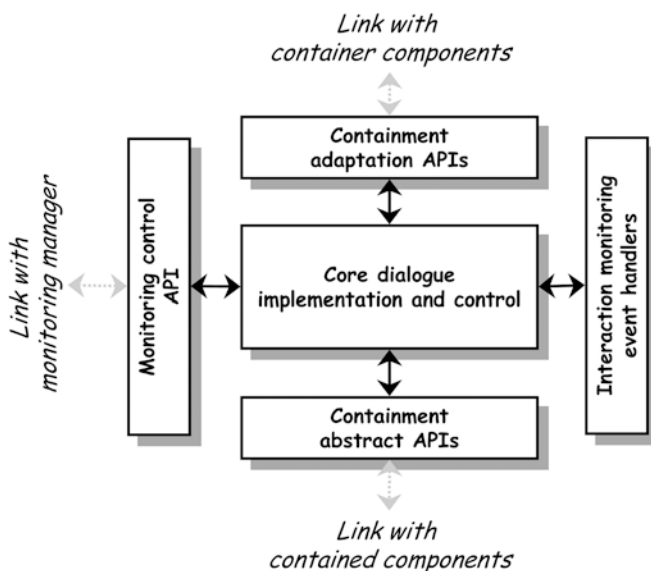 Link with
container components
Containment
adaptation APIs
Link with
monitoring manager
Monitoring control
API
Core dialogue
implementation and control
Interaction monitoring
event handlers
Containment
abstract APIs
Link with
contained components